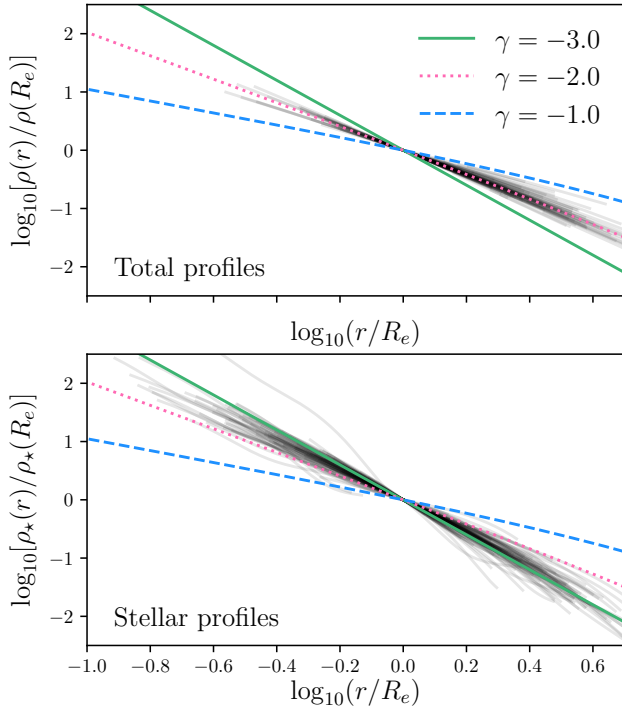 2
1
0
−1
−2
log₁₀[ρ(r)/ρ(Rₑ)]
γ = −3.0
γ = −2.0
γ = −1.0
Total profiles
log₁₀(r/Rₑ)
2
1
0
−1
−2
log₁₀[ρ⋆(r)/ρ⋆(Rₑ)]
Stellar profiles
−1.0 −0.8 −0.6 −0.4 −0.2 0.0 0.2 0.4 0.6
log₁₀(r/Rₑ)